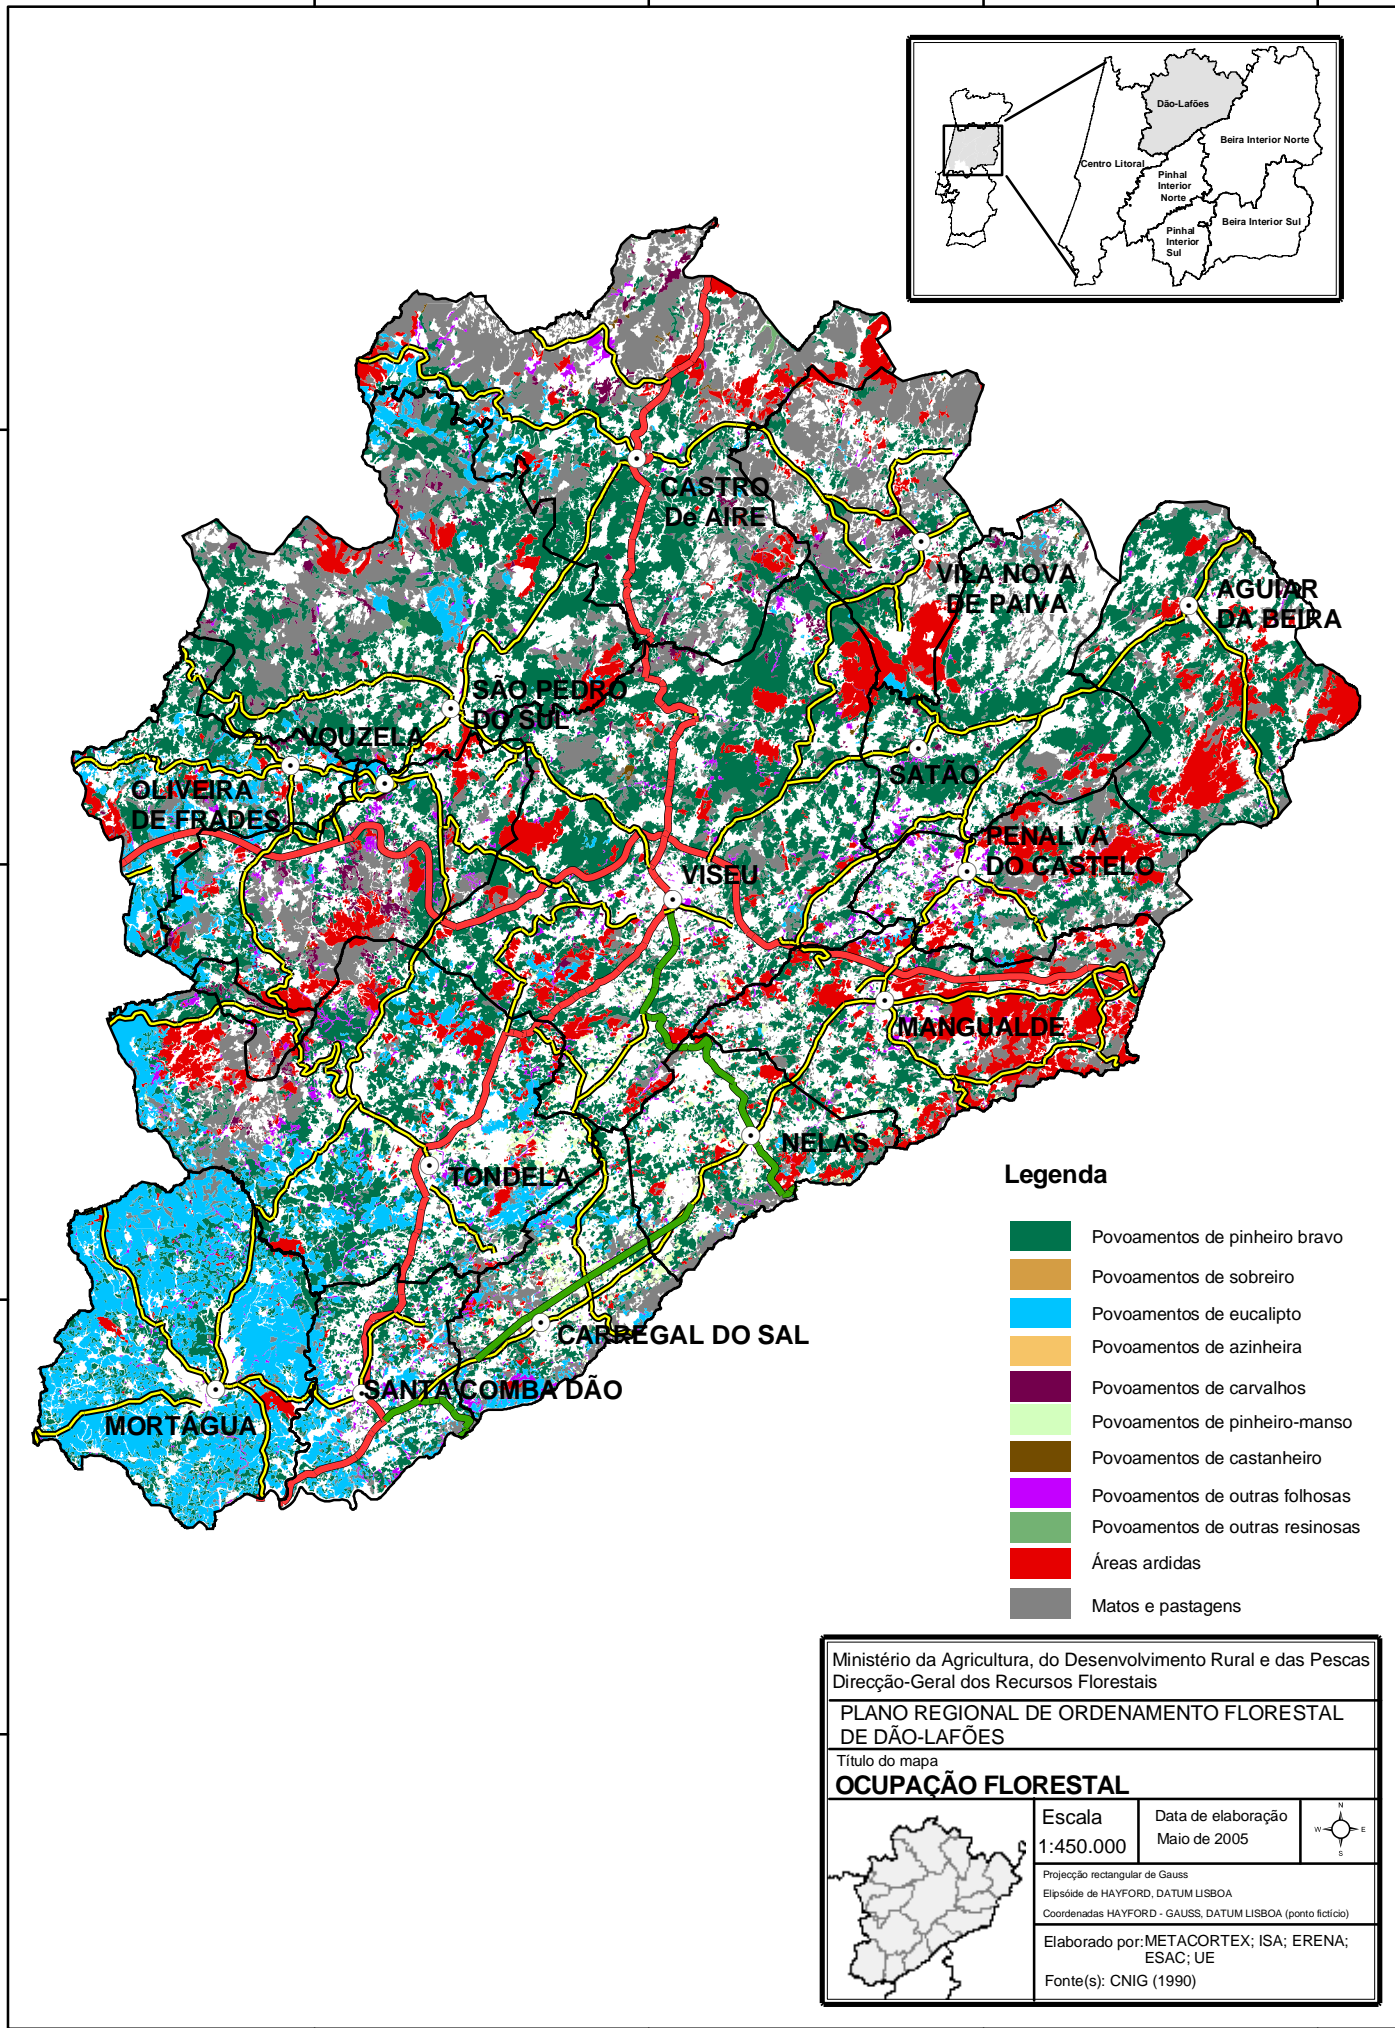 Dão-Lafões
Beira Interior Norte
Centro Litoral
Pinhal
Interior
Norte
Beira Interior Sul
Pinhal
Interior
Sul
CASTRO
De AIRE
VILA NOVA
DE PAIVA
AGUIAR
DA BEIRA
SÃO PEDRO
DO SUL
VOUZELA
OLIVEIRA
DE FRADES
SATÃO
PENALVA
DO CASTELO
VISEU
MANGUALDE
NELAS
TONDELA
CARREGAL DO SAL
SANTA COMBA DÃO
MORTÁGUA
Legenda
Povoamentos de pinheiro bravo
Povoamentos de sobreiro
Povoamentos de eucalipto
Povoamentos de azinheira
Povoamentos de carvalhos
Povoamentos de pinheiro-manso
Povoamentos de castanheiro
Povoamentos de outras folhosas
Povoamentos de outras resinosas
Áreas ardidas
Matos e pastagens
Ministério da Agricultura, do Desenvolvimento Rural e das Pescas
Direcção-Geral dos Recursos Florestais
PLANO REGIONAL DE ORDENAMENTO FLORESTAL
DE DÃO-LAFÕES
Título do mapa
OCUPAÇÃO FLORESTAL
Escala
1:450.000
Data de elaboração
Maio de 2005
N
W E
S
Projecção rectangular de Gauss
Elipsóide de HAYFORD, DATUM LISBOA
Coordenadas HAYFORD - GAUSS, DATUM LISBOA (ponto fictício)
Elaborado por: METACORTEX; ISA; ERENA;
ESAC; UE
Fonte(s): CNIG (1990)